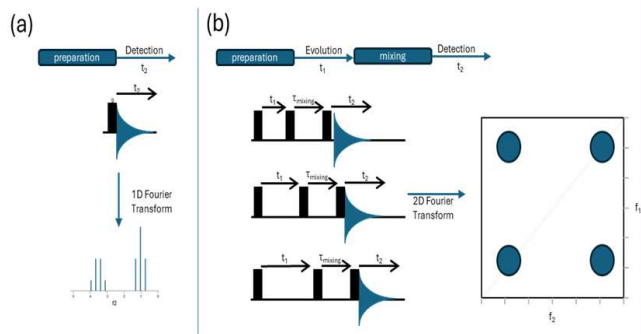 (a)
preparation
Detection
t2
t2
1D Fourier
Transform
f2
(b)
preparation
Evolution
t1
mixing
Detection
t2
t1
τmixing
t2
t1
τmixing
t2
2D Fourier
Transform
t1
τmixing
t2
f1
f2